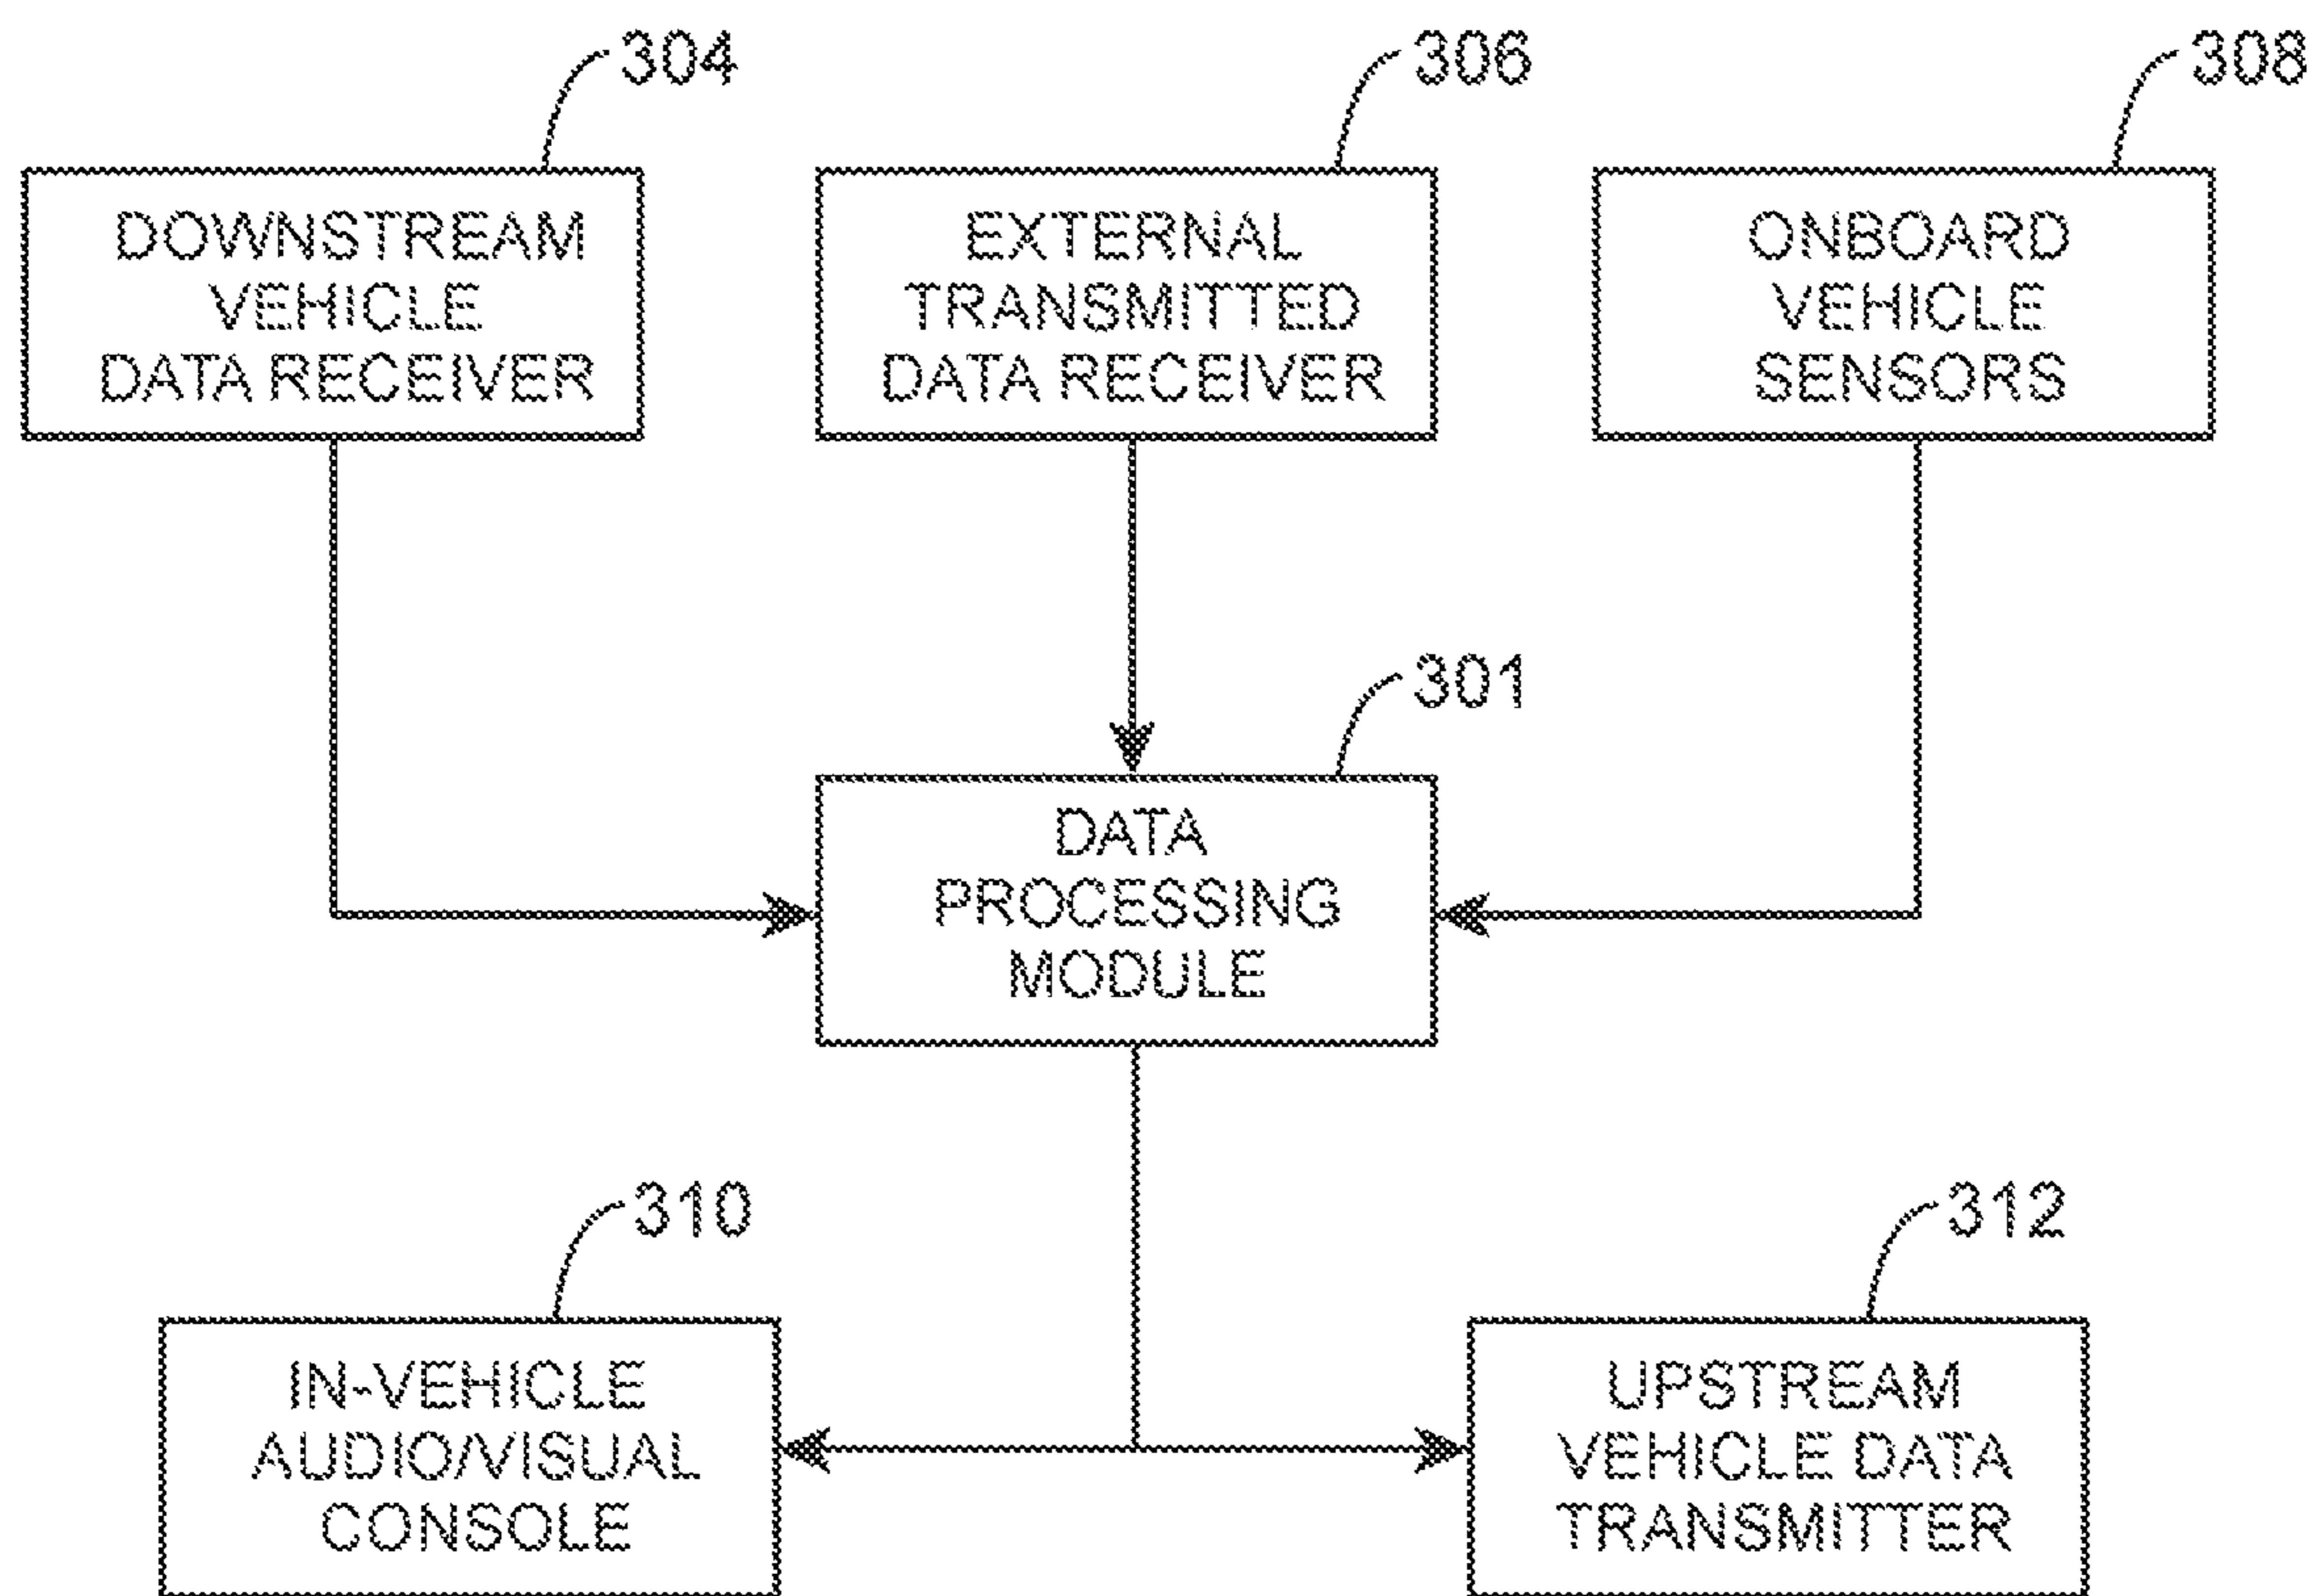 304
306
308
DOWNSTREAM
VEHICLE
DATA RECEIVER
EXTERNAL
TRANSMITTED
DATA RECEIVER
ONBOARD
VEHICLE
SENSORS
301
DATA
PROCESSING
MODULE
310
312
IN-VEHICLE
AUDIO/VISUAL
CONSOLE
UPSTREAM
VEHICLE DATA
TRANSMITTER